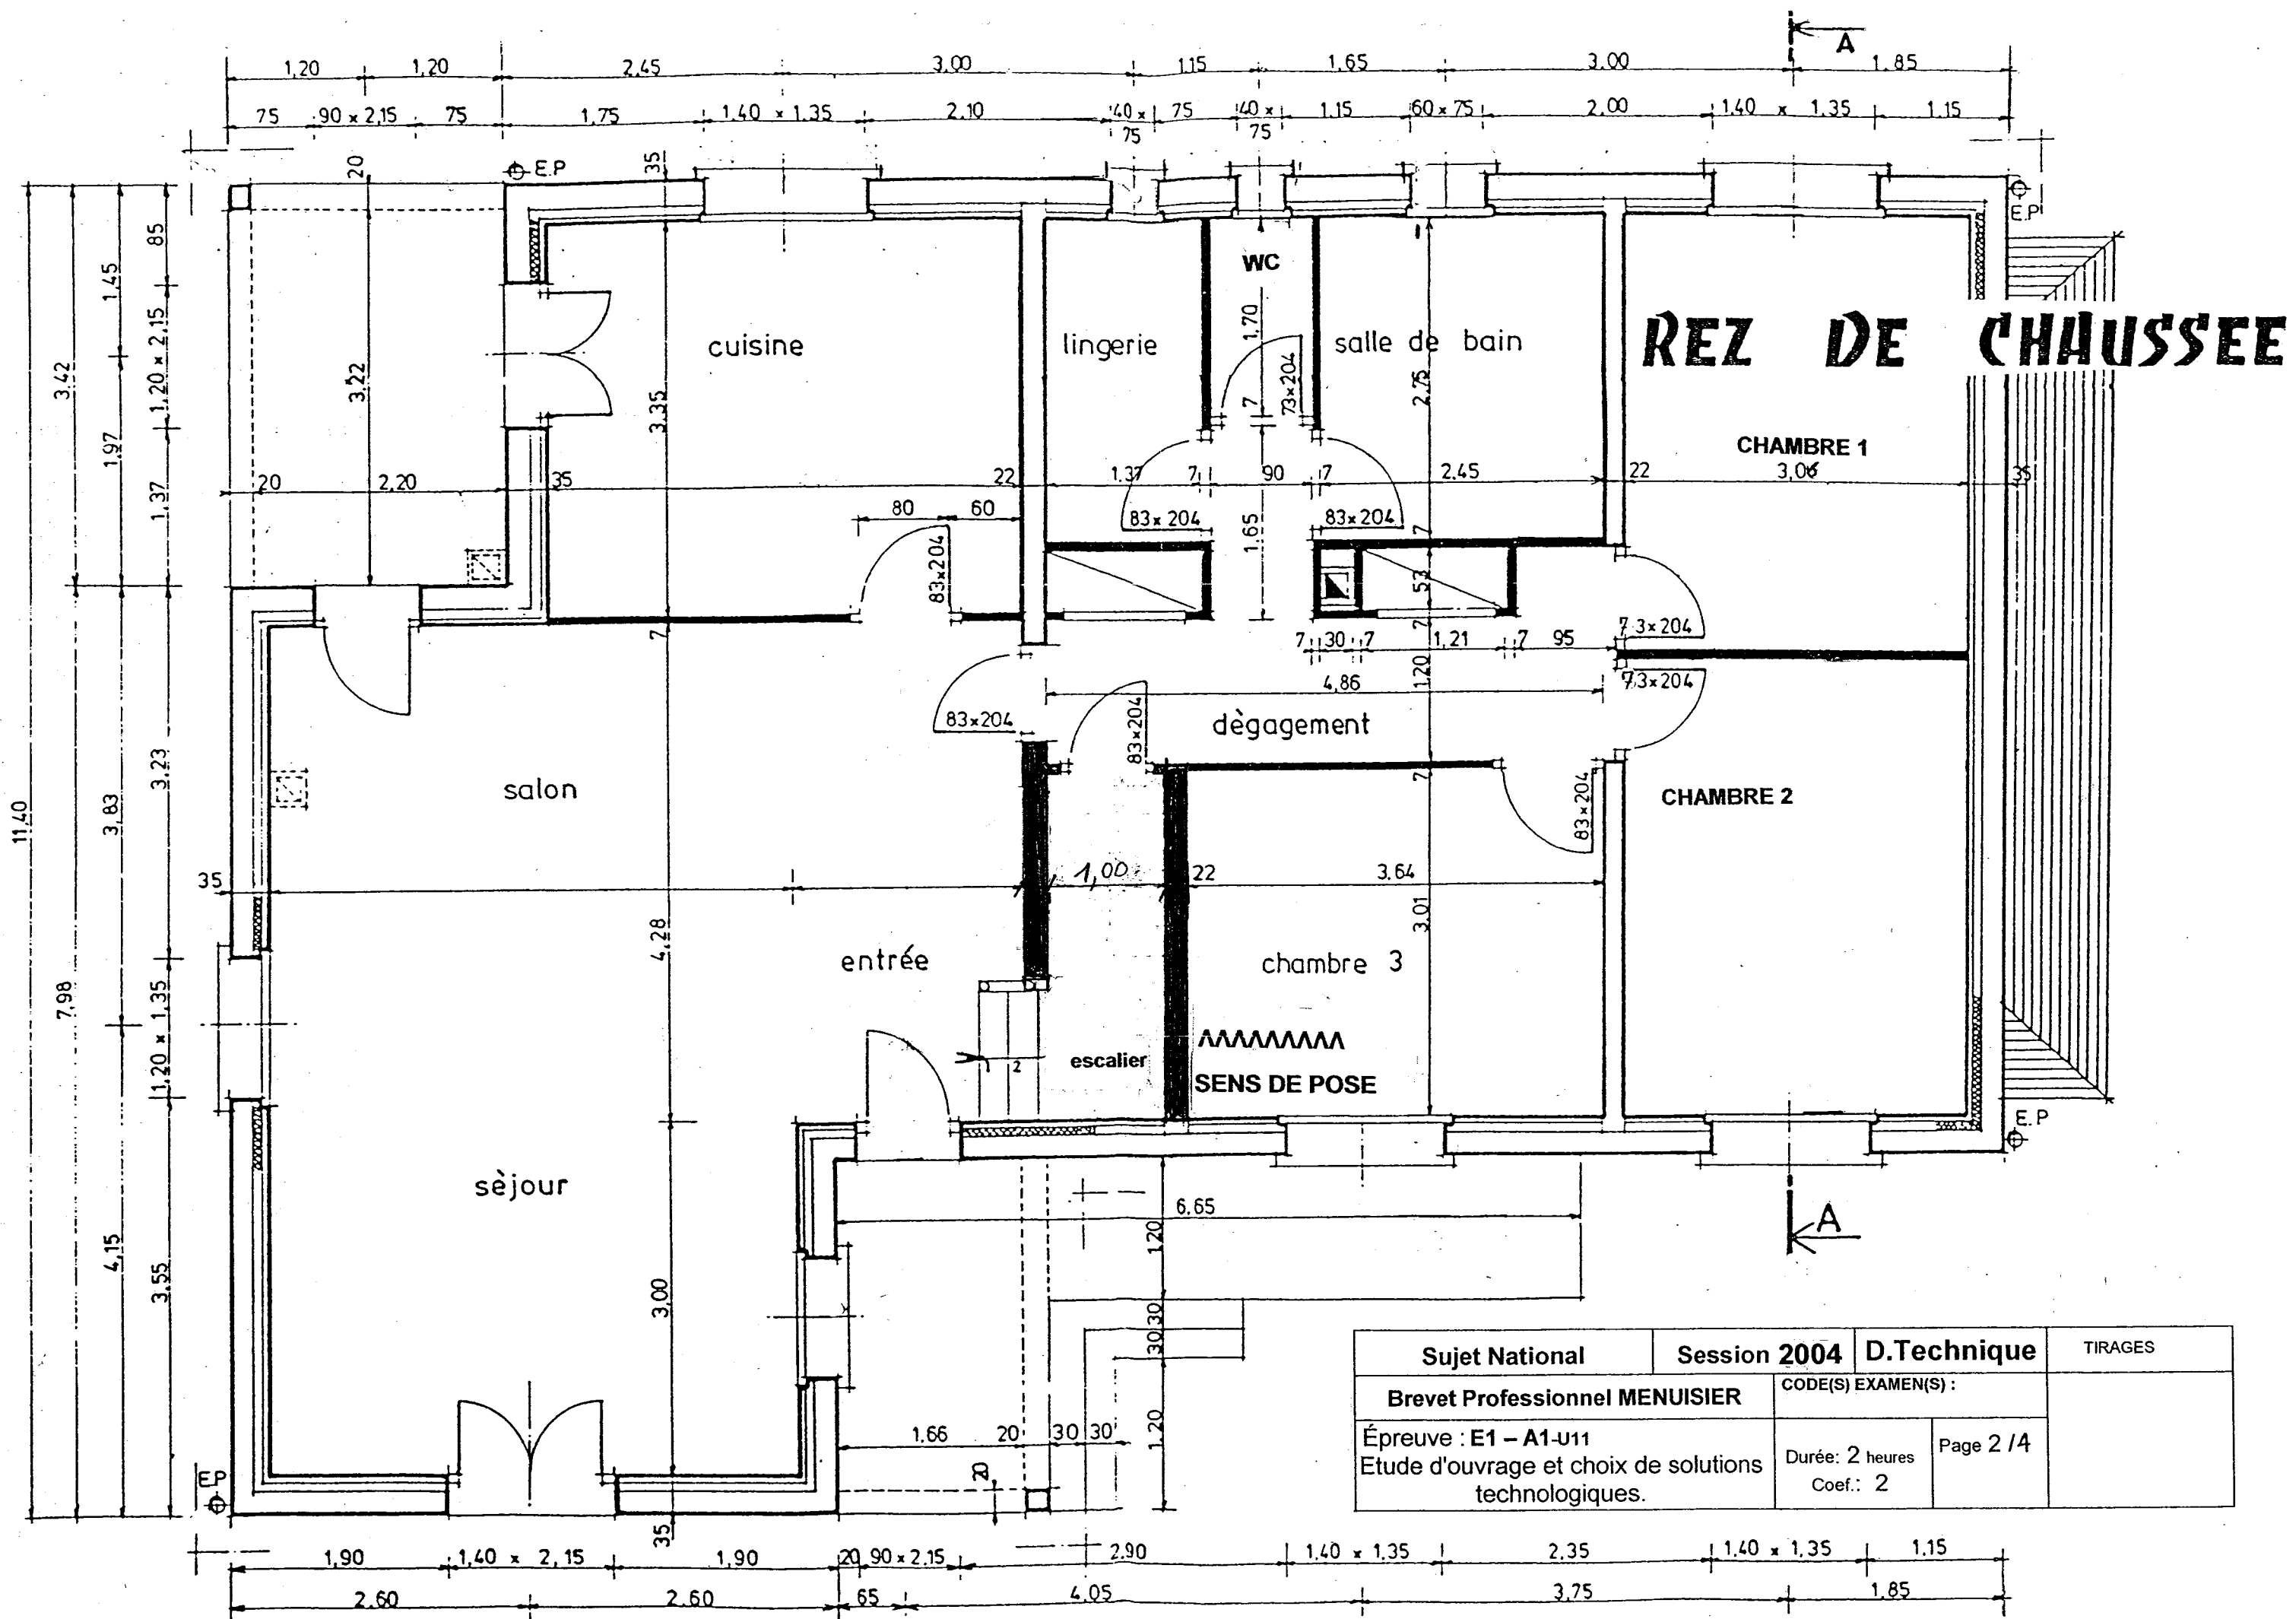 A
1,20 1,20 2,45 3,00 1,15 1,65 3,00 1.85
75 90 x 2,15 75 1,75 1.40 x 1.35 2,10 40 x 75 75 40 x 75 1.15 60 x 75 2.00 1.40 x 1.35 1.15
20 E.P 35
E.P
85
1.45
WC
3.42
1,20 x 2,15
3,22
3.35
cuisine
lingerie
1,70
salle de bain
REZ DE CHAUSSEE
73x204
7
2,75
1.97
CHAMBRE 1
1.37
20 2,20 35 22 1.37 7 90 7 2,45 22 3,06 35
80 60
83x204 83x204
83x204
1.65
7
53
7
7
7 30 7 1,21 7 95
73x204
4,86
1,20
73x204
83x204
83x204
dègagement
11,40
3,83
3,23
salon
7
83x204
CHAMBRE 2
35 1,00 22 3.64
4,28
3,01
entrée
chambre 3
7,98
1,20 x 1,35
1 2
escalier
SENS DE POSE
E.P
séjour
A
6,65
1,20
4,15
3,55
3,00
30 30
1,66 20 30 30
1,20
20
EP
35
Sujet National Session 2004 D.Technique TIRAGES
Brevet Professionnel MENUISIER CODE(S) EXAMEN(S) :
Épreuve : E1 – A1-U11
Etude d'ouvrage et choix de solutions
technologiques.
Durée: 2 heures
Coef.: 2
Page 2 /4
1,90 1,40 x 2,15 1,90 20 90 x 2,15 2,90 1,40 x 1,35 2.35 1,40 x 1,35 1,15
2.60 2.60 65 4.05 3,75 1,85